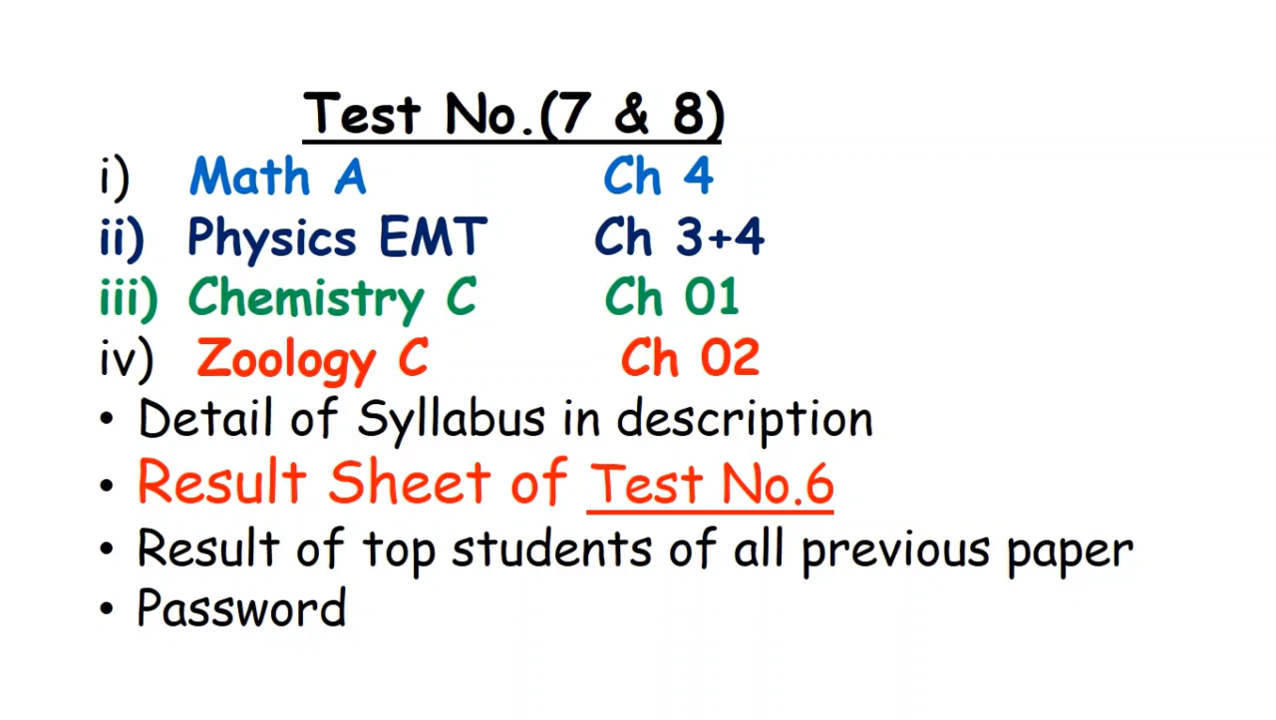 Test No.(7 & 8)
i) Math A Ch 4
ii) Physics EMT Ch 3+4
iii) Chemistry C Ch 01
iv) Zoology C Ch 02
• Detail of Syllabus in description
• Result Sheet of Test No.6
• Result of top students of all previous paper
• Password